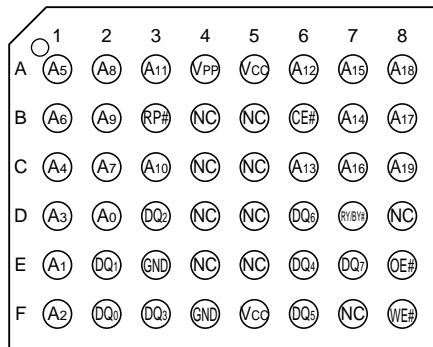 1 2 3 4 5 6 7 8
A A5 A8 A11 VPP VCC A12 A15 A18
B A6 A9 RP# NC NC CE# A14 A17
C A4 A7 A10 NC NC A13 A16 A19
D A3 A0 DQ2 NC NC DQ6 RY/BY# NC
E A1 DQ1 GND NC NC DQ4 DQ7 OE#
F A2 DQ0 DQ3 GND VCC DQ5 NC WE#